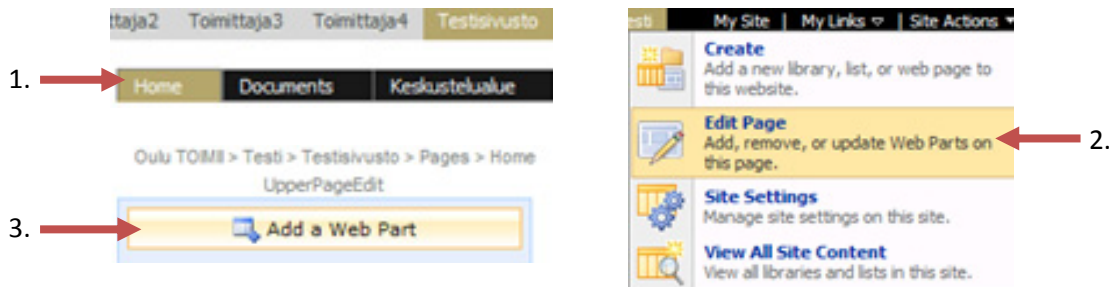 ttaja2 Toimittaja3 Toimittaja4 Testisivusto
1. Home Documents Keskustelualue
Oulu TOIMII > Testi > Testisivusto > Pages > Home
UpperPageEdit
3. Add a Web Part
esti My Site | My Links | Site Actions
Create
Add a new library, list, or web page to
this website.
Edit Page
Add, remove, or update Web Parts on
this page.
2.
Site Settings
Manage site settings on this site.
View All Site Content
View all libraries and lists in this site.